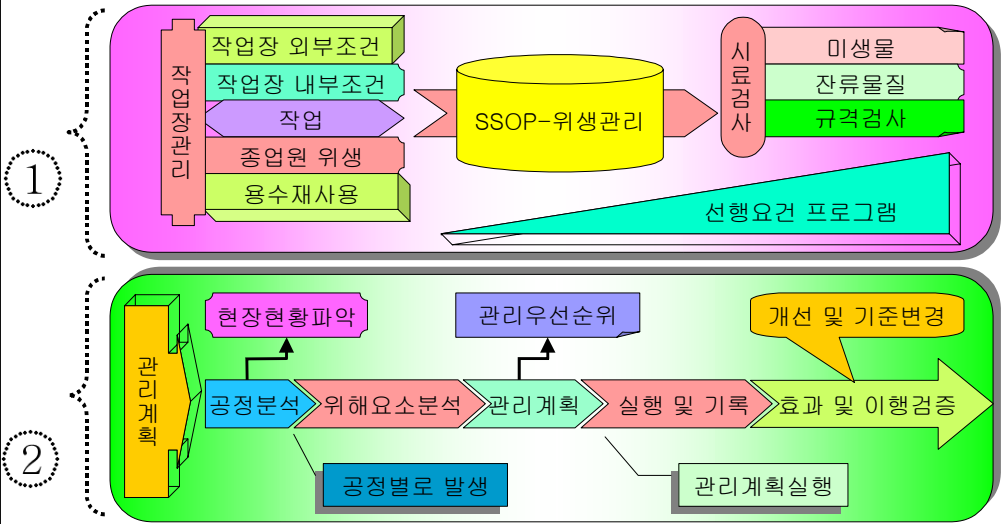 ①
작업장관리
작업장 외부조건
작업장 내부조건
작업
종업원 위생
용수재사용
SSOP-위생관리
시료검사
미생물
잔류물질
규격검사
선행요건 프로그램
②
관리계획
현장현황파악
관리우선순위
개선 및 기준변경
공정분석
위해요소분석
관리계획
실행 및 기록
효과 및 이행검증
공정별로 발생
관리계획실행